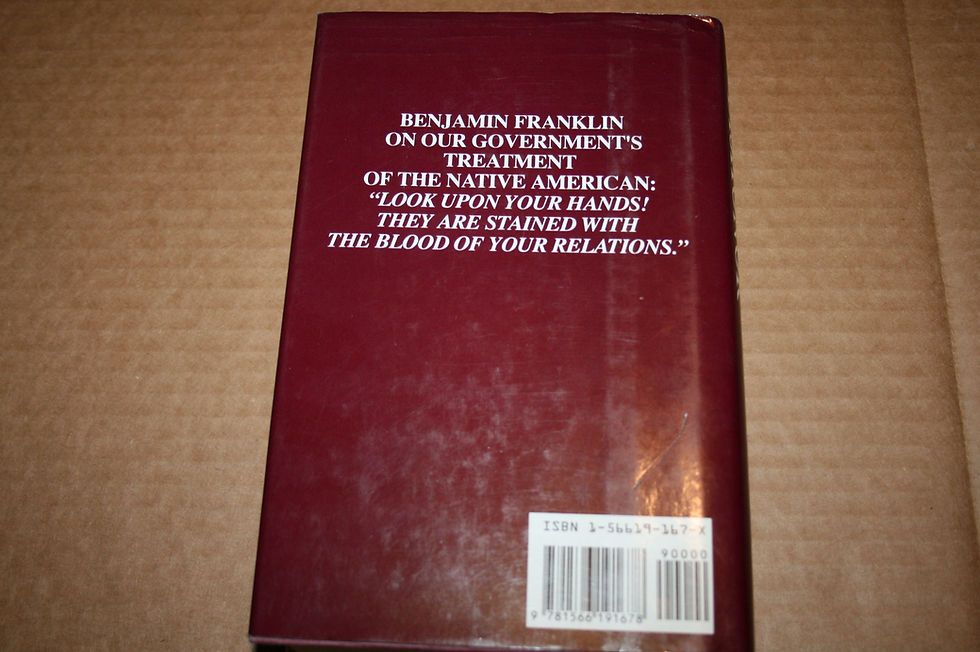 BENJAMIN FRANKLIN
ON OUR GOVERNMENT'S
TREATMENT
OF THE NATIVE AMERICAN:
“LOOK UPON YOUR HANDS!
THEY ARE STAINED WITH
THE BLOOD OF YOUR RELATIONS.”
ISBN 1-56619-167-X
90000
9 781566 191678